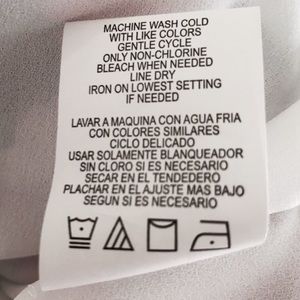 MACHINE WASH COLD
WITH LIKE COLORS
GENTLE CYCLE
ONLY NON-CHLORINE
BLEACH WHEN NEEDED
LINE DRY
IRON ON LOWEST SETTING
IF NEEDED
LAVAR A MAQUINA CON AGUA FRIA
CON COLORES SIMILARES
CICLO DELICADO
USAR SOLAMENTE BLANQUEADOR
SIN CLORO SI ES NECESARIO
SECAR EN EL TENDEDERO
PLACHAR EN EL AJUSTE MAS BAJO
SEGUN SI ES NECESARIO